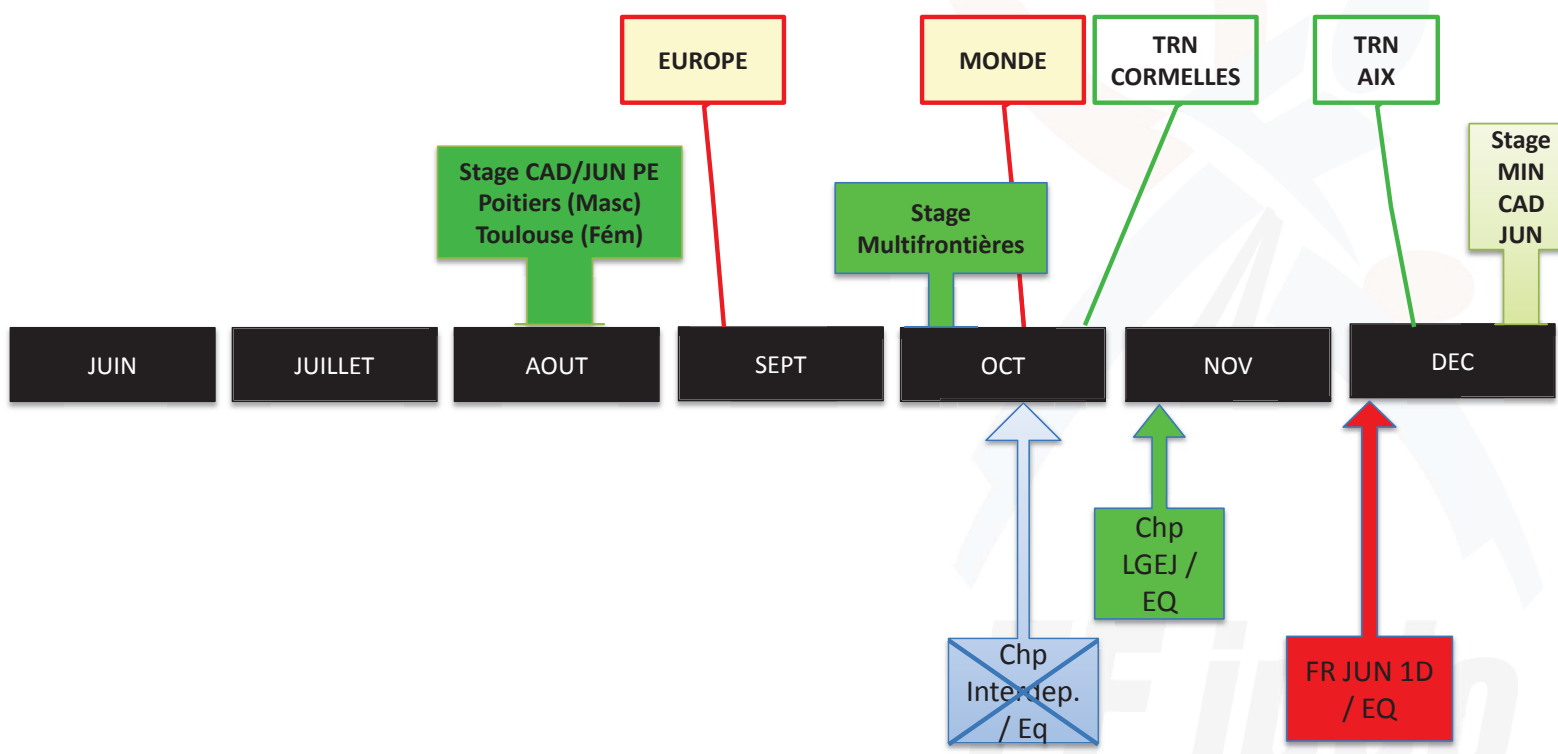 EUROPE
MONDE
TRN
CORMELLES
TRN
AIX
Stage CAD/JUN PE
Poitiers (Masc)
Toulouse (Fém)
Stage
Multifrontières
Stage
MIN
CAD
JUN
JUIN
JUILLET
AOUT
SEPT
OCT
NOV
DEC
Chp
Interdep.
/ Eq
Chp
LGEJ /
EQ
FR JUN 1D
/ EQ